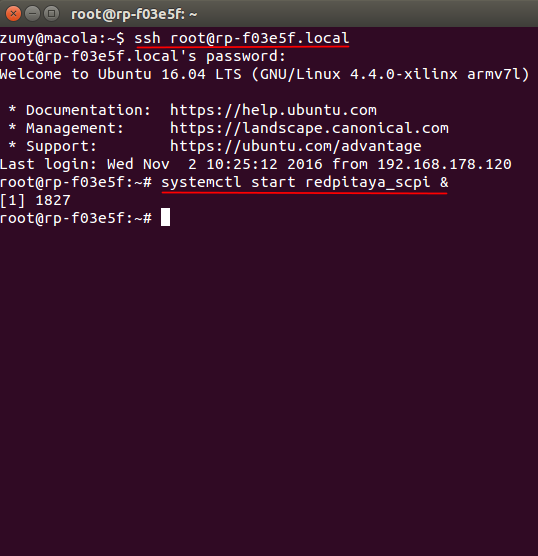 root@rp-f03e5f: ~
zumy@macola:~$ ssh root@rp-f03e5f.local
root@rp-f03e5f.local's password:
Welcome to Ubuntu 16.04 LTS (GNU/Linux 4.4.0-xilinx armv7l)
* Documentation:  https://help.ubuntu.com
* Management:     https://landscape.canonical.com
* Support:        https://ubuntu.com/advantage
Last login: Wed Nov  2 10:25:12 2016 from 192.168.178.120
root@rp-f03e5f:~# systemctl start redpitaya_scpi &
[1] 1827
root@rp-f03e5f:~#